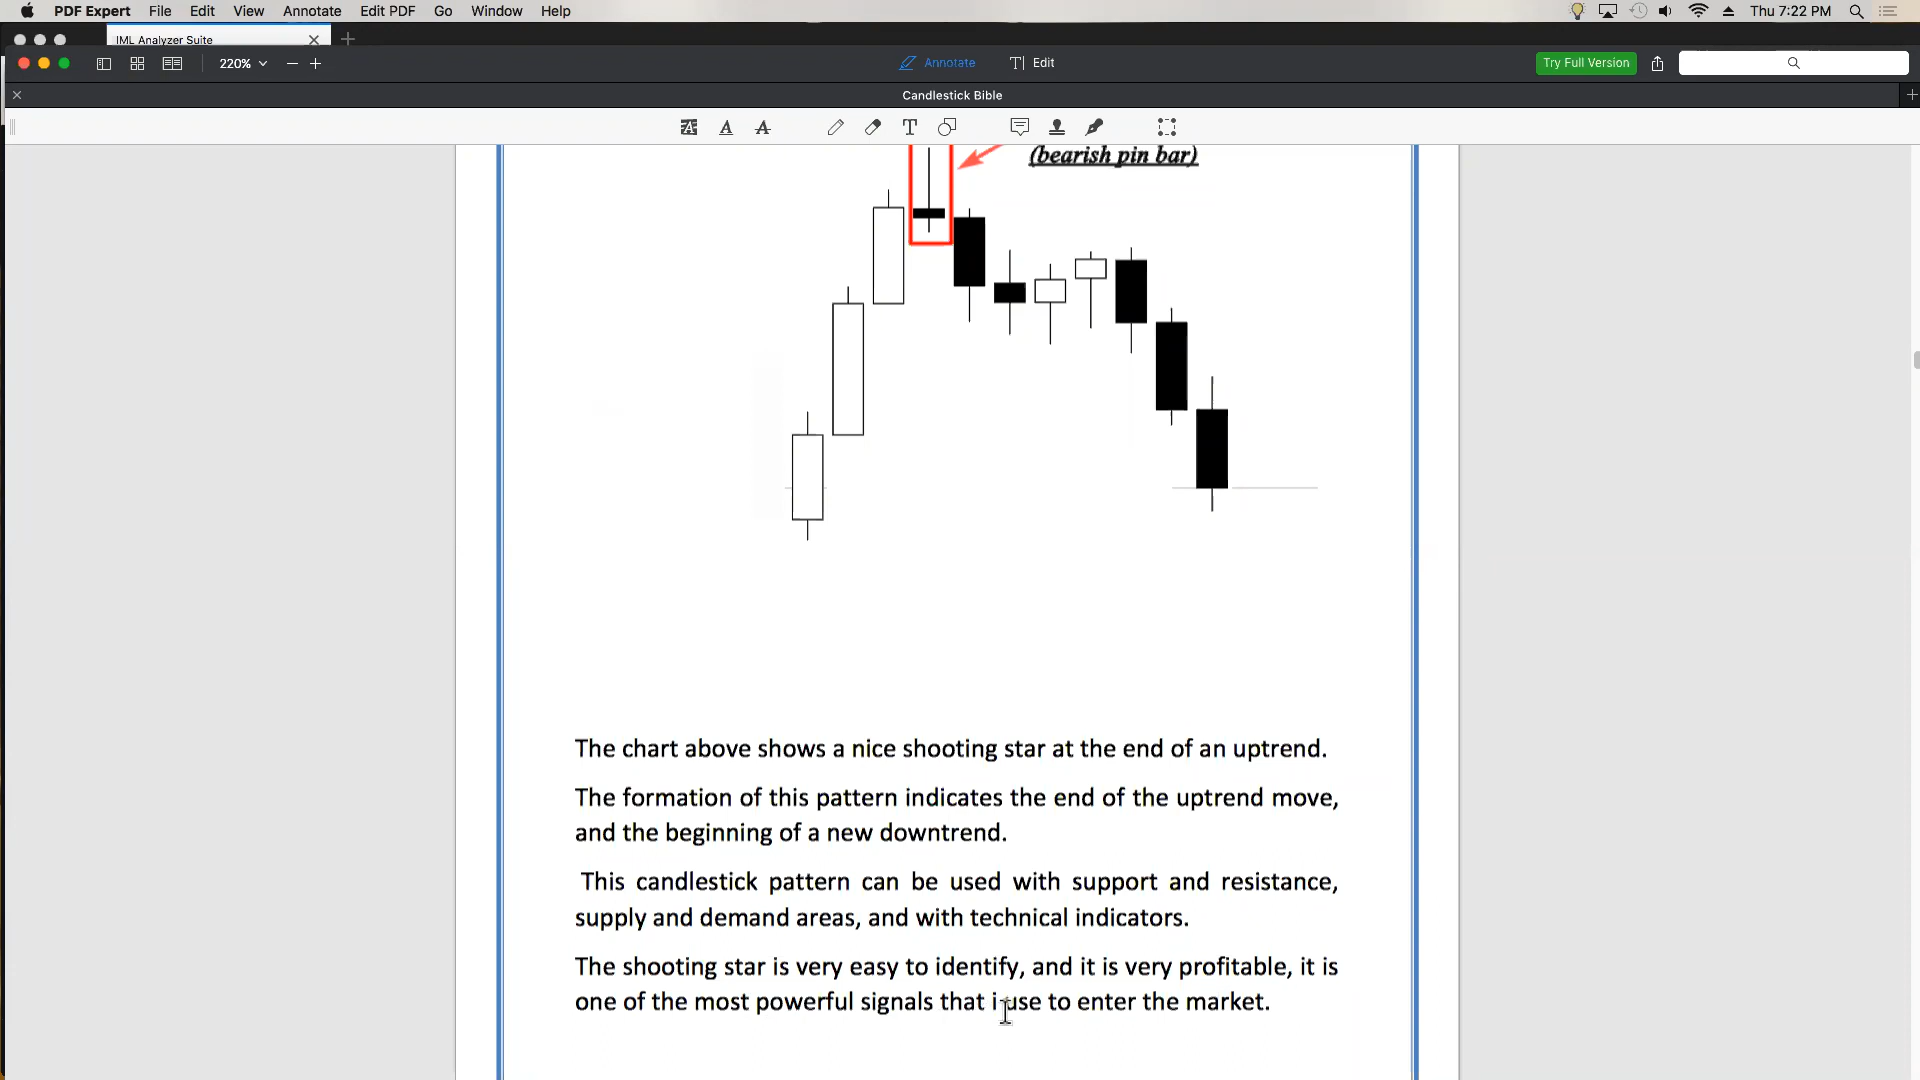 PDF Expert File Edit View Annotate Edit PDF Go Window Help Thu 7:22 PM
IML Analyzer Suite
220% Annotate T Edit Try Full Version
Candlestick Bible
A A A T
(bearish pin bar)
The chart above shows a nice shooting star at the end of an uptrend.
The formation of this pattern indicates the end of the uptrend move,
and the beginning of a new downtrend.
This candlestick pattern can be used with support and resistance,
supply and demand areas, and with technical indicators.
The shooting star is very easy to identify, and it is very profitable, it is
one of the most powerful signals that i use to enter the market.